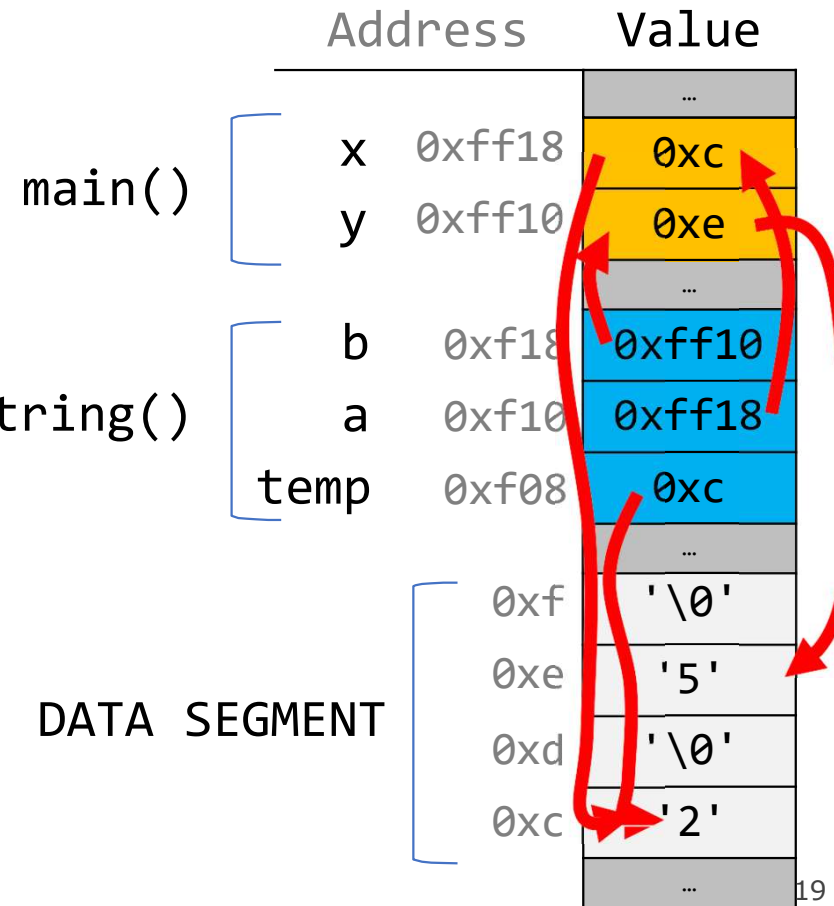 Address Value
…
x 0xff18 0xc
main()
y 0xff10 0xe
…
b 0xf18 0xff10
tring() a 0xf10 0xff18
temp 0xf08 0xc
…
0xf '\0'
0xe '5'
DATA SEGMENT
0xd '\0'
0xc '2'
… 19